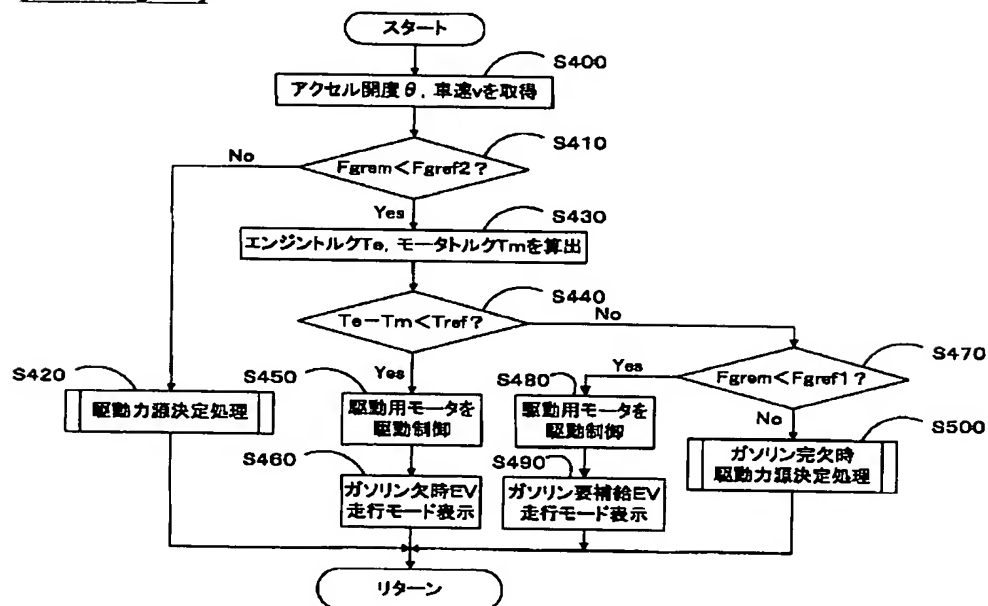 スタート
S400
アクセル開度θ, 車速vを取得
S410
No
Fgrem<Fgref2?
Yes
S430
エンジントルクTe, モータトルクTmを算出
S440
Te-Tm<Tref?
No
S420
駆動力源決定処理
S450
Yes
駆動用モータを
駆動制御
S480
Yes
駆動用モータを
駆動制御
S470
Fgrem<Fgref1?
No
S460
ガソリン欠時EV
走行モード表示
S490
ガソリン要補給EV
走行モード表示
S500
ガソリン完欠時
駆動力源決定処理
リターン